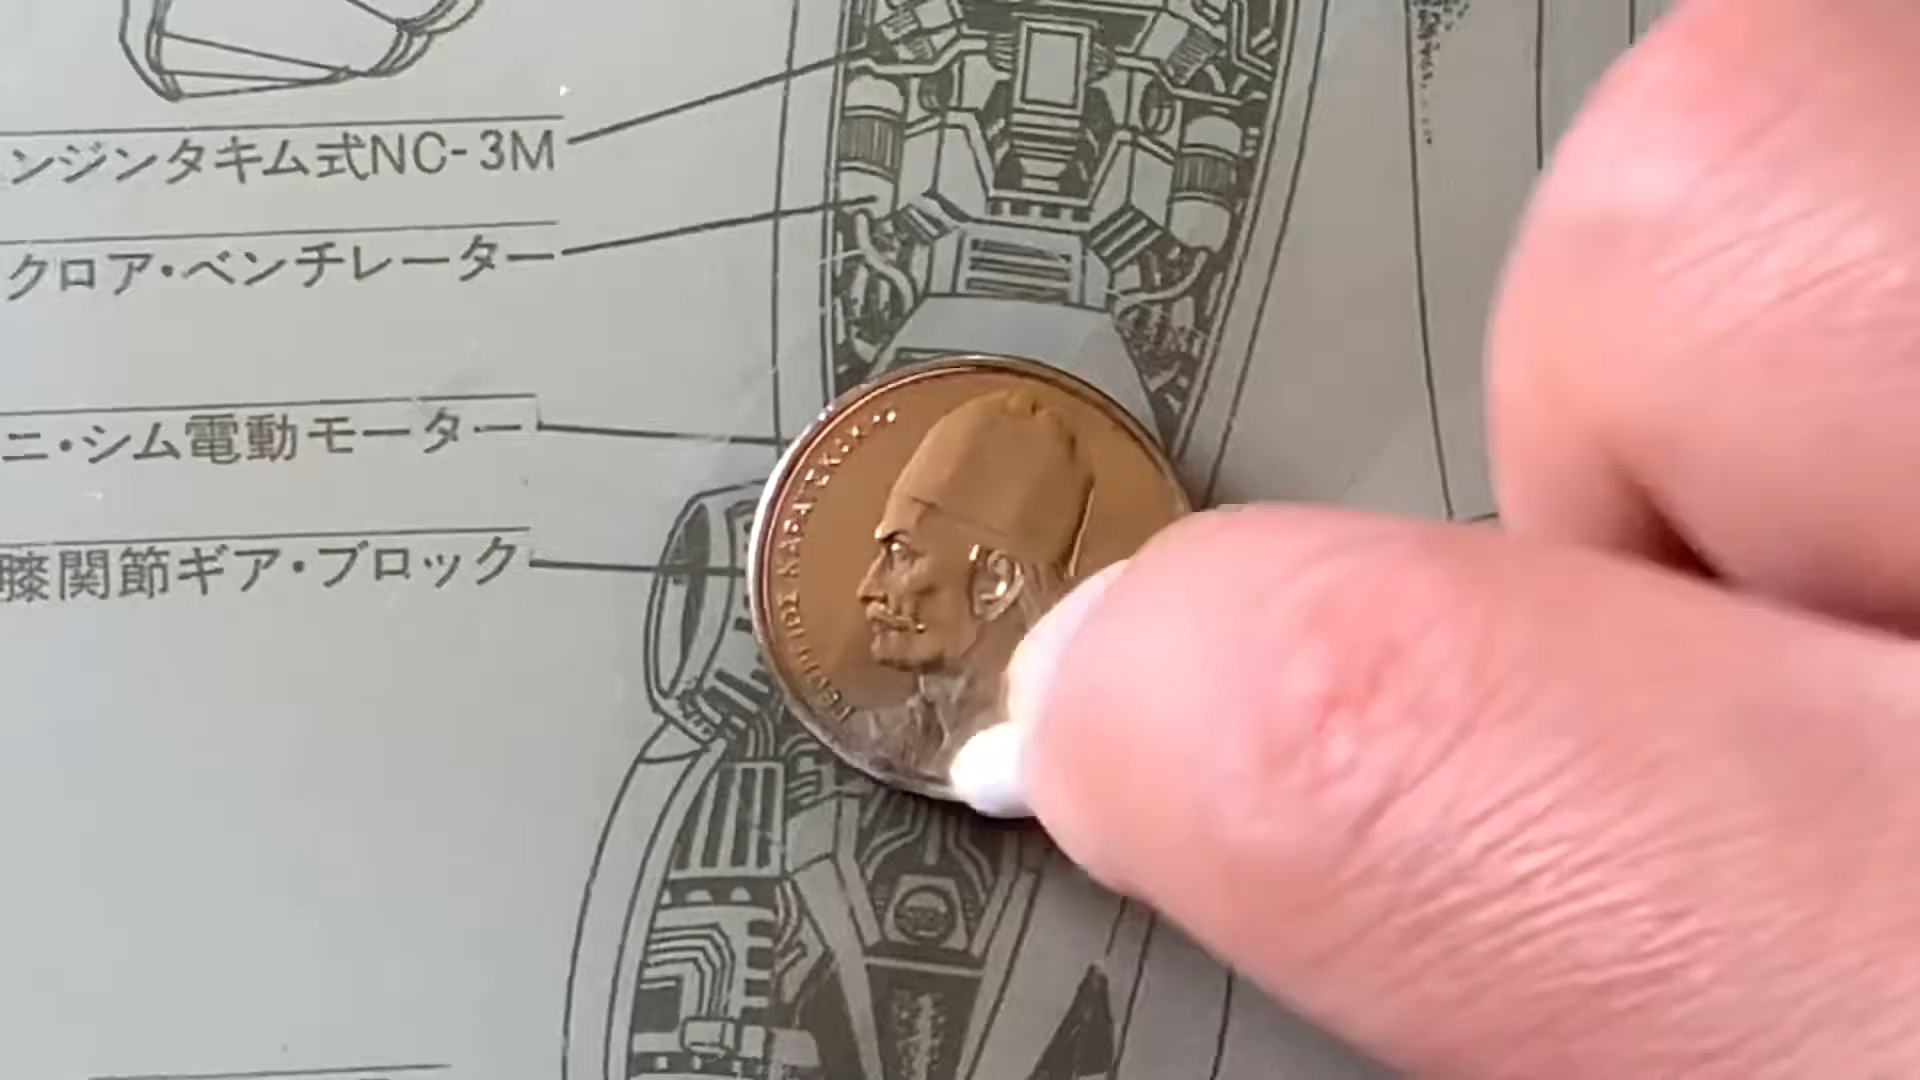 ンジンタキム式NC-3M
クロア・ベンチレーター
ニ・シム電動モーター
膝関節ギア・ブロック